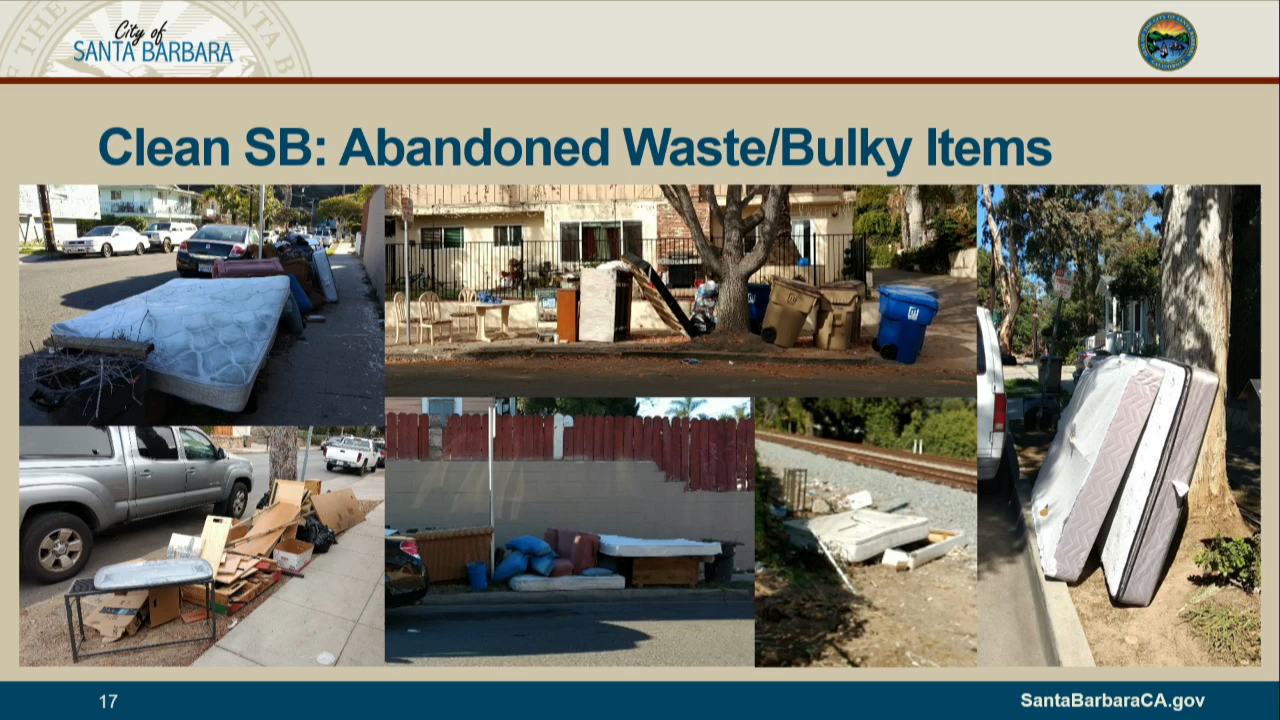 City of
SANTA BARBARA
Clean SB: Abandoned Waste/Bulky Items
17
SantaBarbaraCA.gov